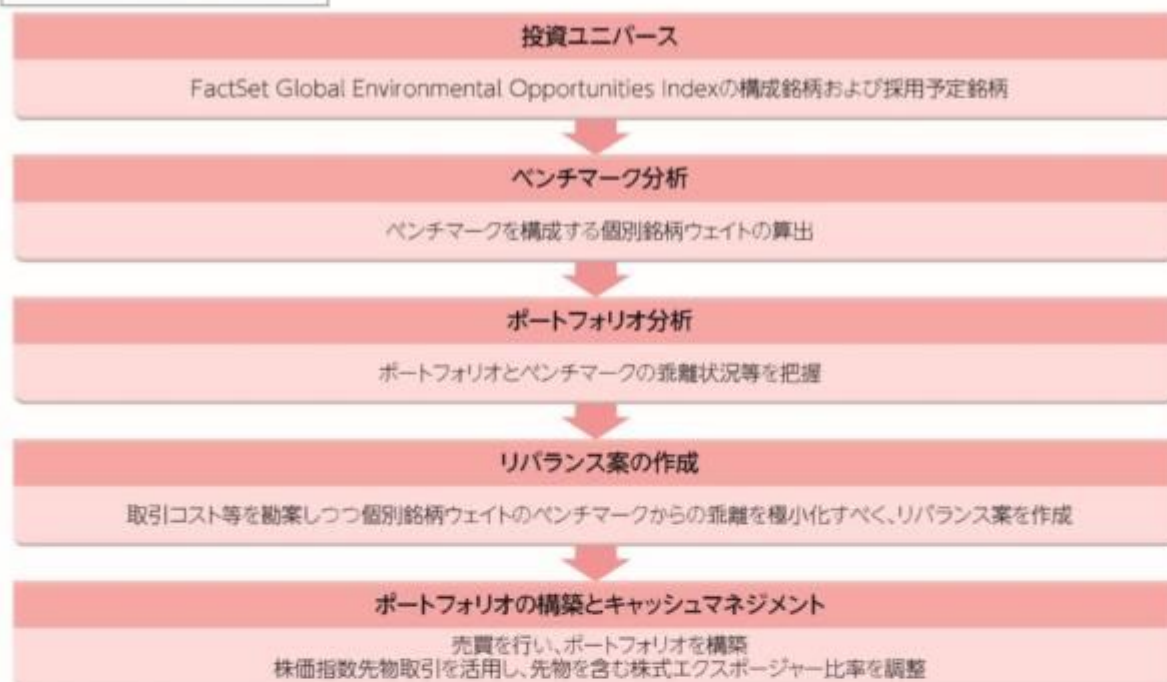 投資ユニバース
FactSet Global Environmental Opportunities Indexの構成銘柄および採用予定銘柄
ベンチマーク分析
ベンチマークを構成する個別銘柄ウェイトの算出
ポートフォリオ分析
ポートフォリオとベンチマークの乖離状況等を把握
リバランス案の作成
取引コスト等を勘案しつつ個別銘柄ウェイトのベンチマークからの乖離を極小化すべく、リバランス案を作成
ポートフォリオの構築とキャッシュマネジメント
売買を行い、ポートフォリオを構築
株価指数先物取引を活用し、先物を含む株式エクスポージャー比率を調整